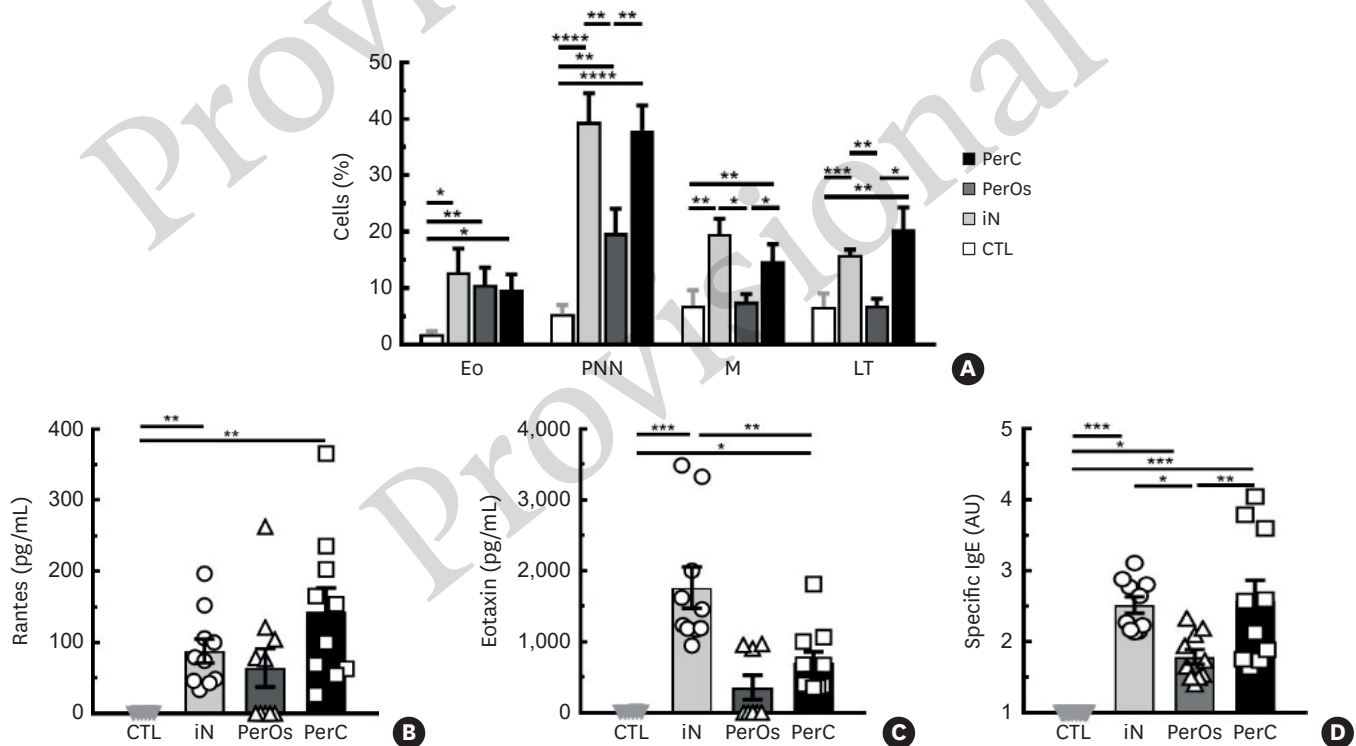 Provisional
Provisional
** **
****
**
****
50
40
30
20
10
0
Cells (%)
*
**
*
**
** * *
**
*** *
**
Eo PNN M LT
PerC
PerOs
iN
CTL
A
400
300
200
100
0
Rantes (pg/mL)
**
**
CTL iN PerOs PerC
B
4,000
3,000
2,000
1,000
0
Eotaxin (pg/mL)
*** **
*
CTL iN PerOs PerC
C
5
4
3
2
1
Specific IgE (AU)
***
*
***
* **
CTL iN PerOs PerC
D